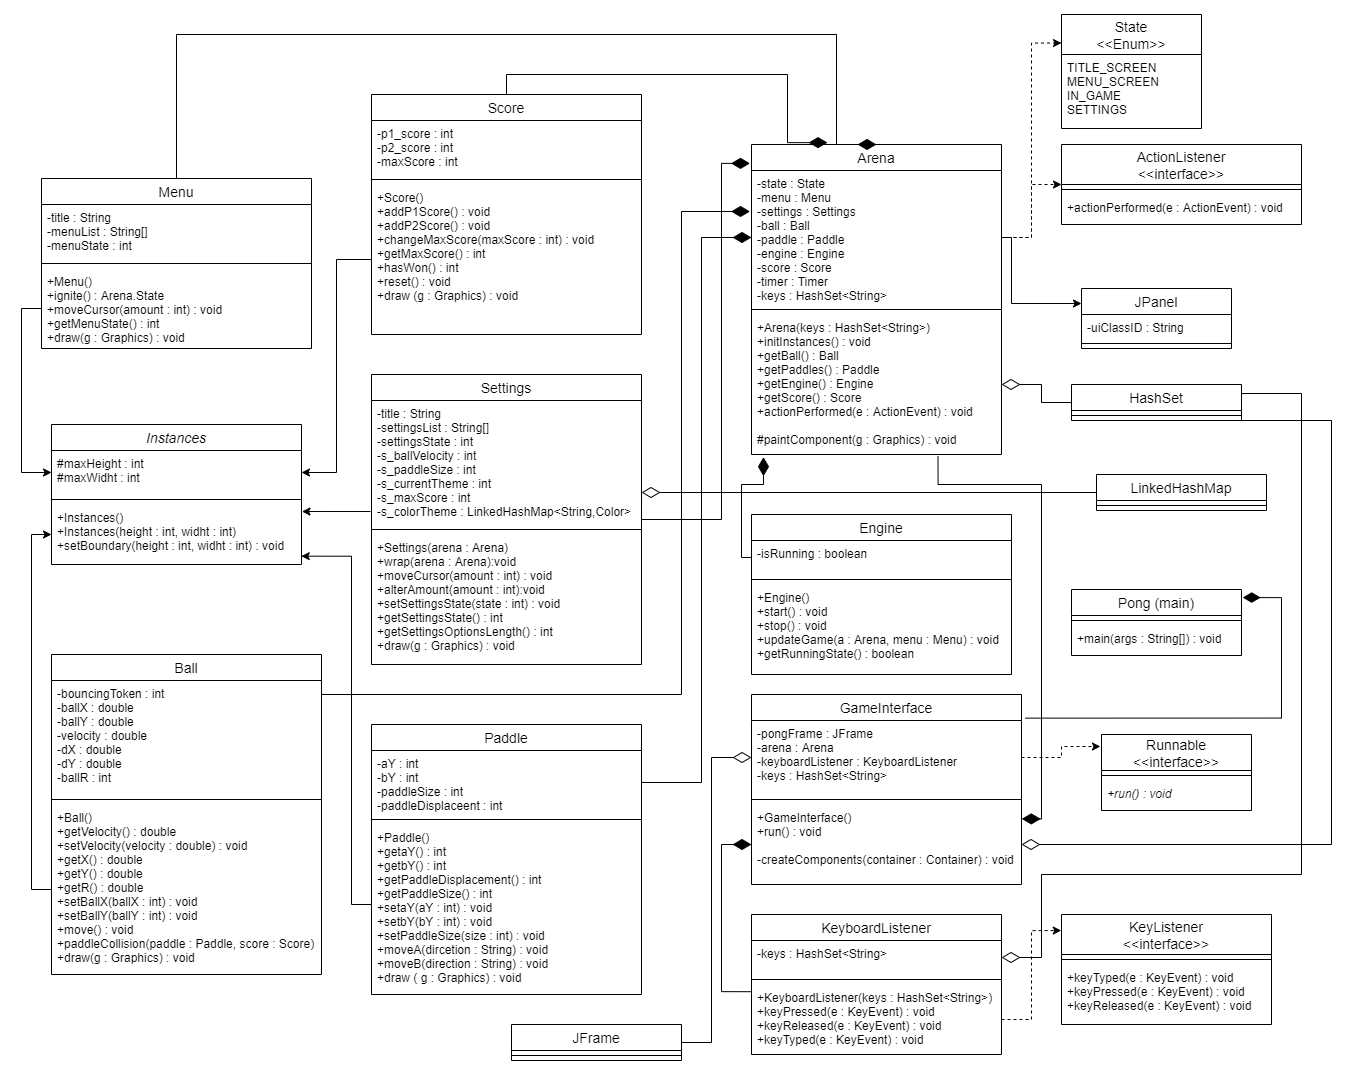 State
<<Enum>>
TITLE_SCREEN
MENU_SCREEN
IN_GAME
SETTINGS
Score
-p1_score : int
-p2_score : int
-maxScore : int
+Score()
+addP1Score() : void
+addP2Score() : void
+changeMaxScore(maxScore : int) : void
+getMaxScore() : int
+hasWon() : int
+reset() : void
+draw (g : Graphics) : void
Arena
-state : State
-menu : Menu
-settings : Settings
-ball : Ball
-paddle : Paddle
-engine : Engine
-score : Score
-timer : Timer
-keys : HashSet<String>
+Arena(keys : HashSet<String>)
+initInstances() : void
+getBall() : Ball
+getPaddles() : Paddle
+getEngine() : Engine
+getScore() : Score
+actionPerformed(e : ActionEvent) : void
#paintComponent(g : Graphics) : void
ActionListener
<<interface>>
+actionPerformed(e : ActionEvent) : void
Menu
-title : String
-menuList : String[]
-menuState : int
+Menu()
+ignite() : Arena.State
+moveCursor(amount : int) : void
+getMenuState() : int
+draw(g : Graphics) : void
JPanel
-uiClassID : String
Settings
-title : String
-settingsList : String[]
-settingsState : int
-s_ballVelocity : int
-s_paddleSize : int
-s_currentTheme : int
-s_maxScore : int
-s_colorTheme : LinkedHashMap<String,Color>
+Settings(arena : Arena)
+wrap(arena : Arena):void
+moveCursor(amount : int) : void
+alterAmount(amount : int):void
+setSettingsState(state : int) : void
+getSettingsState() : int
+getSettingsOptionsLength() : int
+draw(g : Graphics) : void
HashSet
Instances
#maxHeight : int
#maxWidht : int
+Instances()
+Instances(height : int, widht : int)
+setBoundary(height : int, widht : int) : void
LinkedHashMap
Engine
-isRunning : boolean
+Engine()
+start() : void
+stop() : void
+updateGame(a : Arena, menu : Menu) : void
+getRunningState() : boolean
Pong (main)
+main(args : String[]) : void
Ball
-bouncingToken : int
-ballX : double
-ballY : double
-velocity : double
-dX : double
-dY : double
-ballR : int
+Ball()
+getVelocity() : double
+setVelocity(velocity : double) : void
+getX() : double
+getY() : double
+getR() : double
+setBallX(ballX : int) : void
+setBallY(ballY : int) : void
+move() : void
+paddleCollision(paddle : Paddle, score : Score)
+draw(g : Graphics) : void
Paddle
-aY : int
-bY : int
-paddleSize : int
-paddleDisplaceent : int
+Paddle()
+getaY() : int
+getbY() : int
+getPaddleDisplacement() : int
+getPaddleSize() : int
+setaY(aY : int) : void
+setbY(bY : int) : void
+setPaddleSize(size : int) : void
+moveA(dircetion : String) : void
+moveB(direction : String) : void
+draw ( g : Graphics) : void
GameInterface
-pongFrame : JFrame
-arena : Arena
-keyboardListener : KeyboardListener
-keys : HashSet<String>
+GameInterface()
+run() : void
-createComponents(container : Container) : void
Runnable
<<interface>>
+run() : void
KeyboardListener
-keys : HashSet<String>
+KeyboardListener(keys : HashSet<String>)
+keyPressed(e : KeyEvent) : void
+keyReleased(e : KeyEvent) : void
+keyTyped(e : KeyEvent) : void
KeyListener
<<interface>>
+keyTyped(e : KeyEvent) : void
+keyPressed(e : KeyEvent) : void
+keyReleased(e : KeyEvent) : void
JFrame